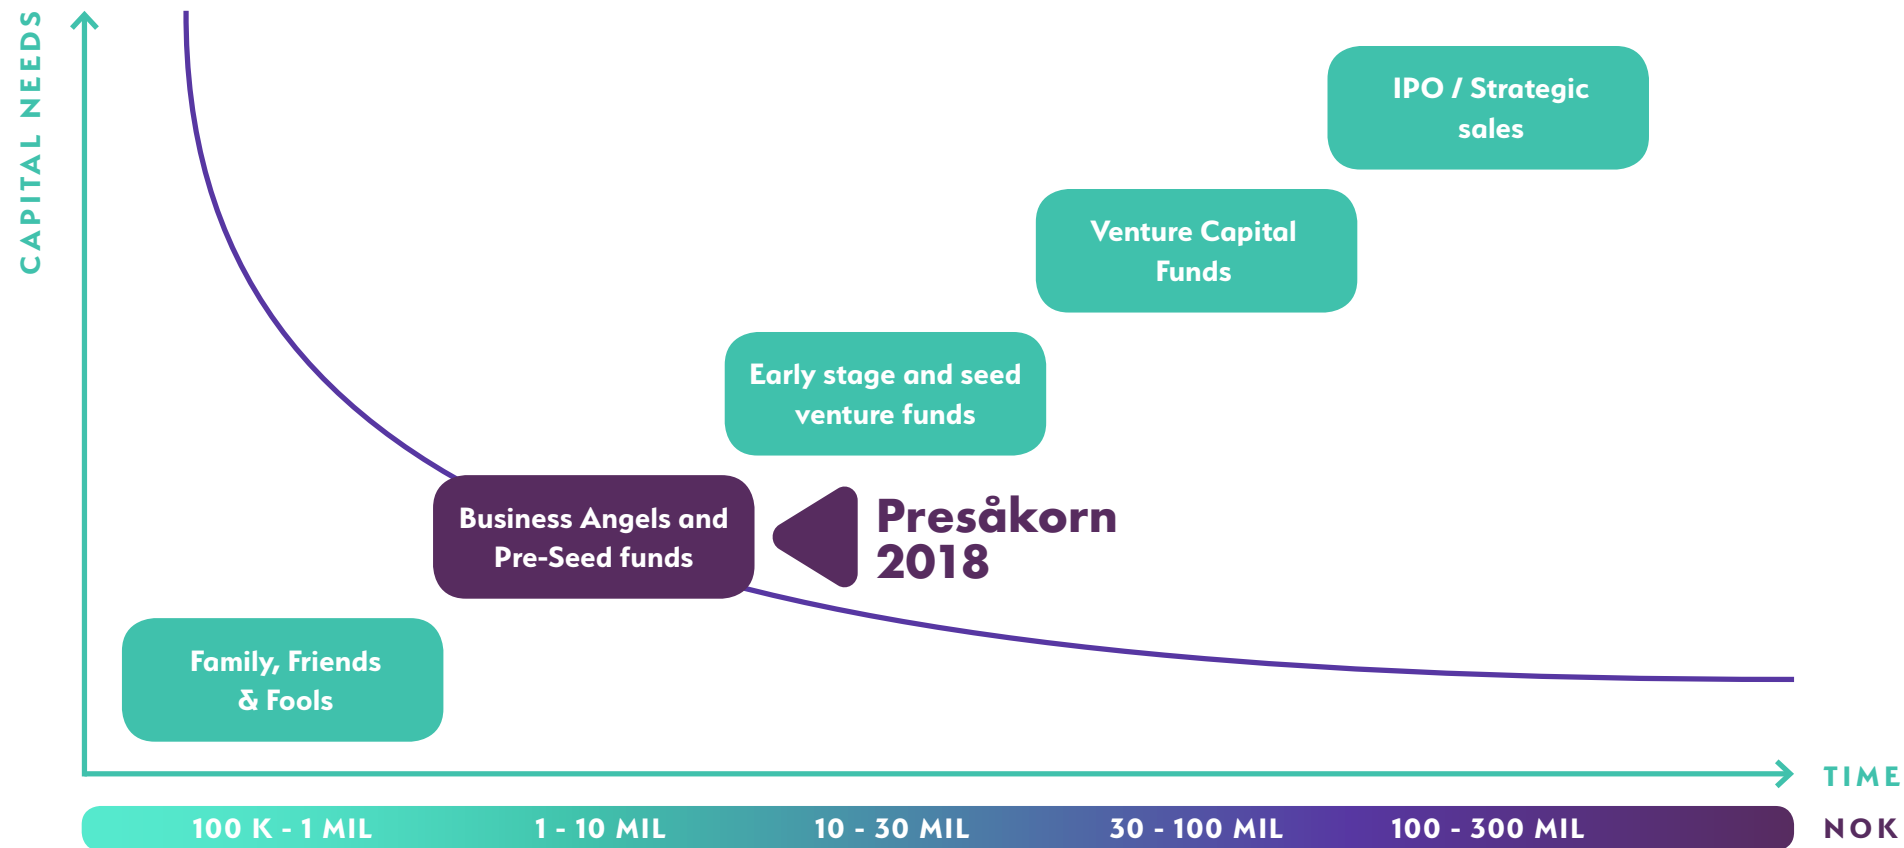 CAPITAL NEEDS
IPO / Strategic
sales
Venture Capital
Funds
Early stage and seed
venture funds
Business Angels and
Pre-Seed funds
Presåkorn
2018
Family, Friends
& Fools
TIME
100 K - 1 MIL
1 - 10 MIL
10 - 30 MIL
30 - 100 MIL
100 - 300 MIL
NOK